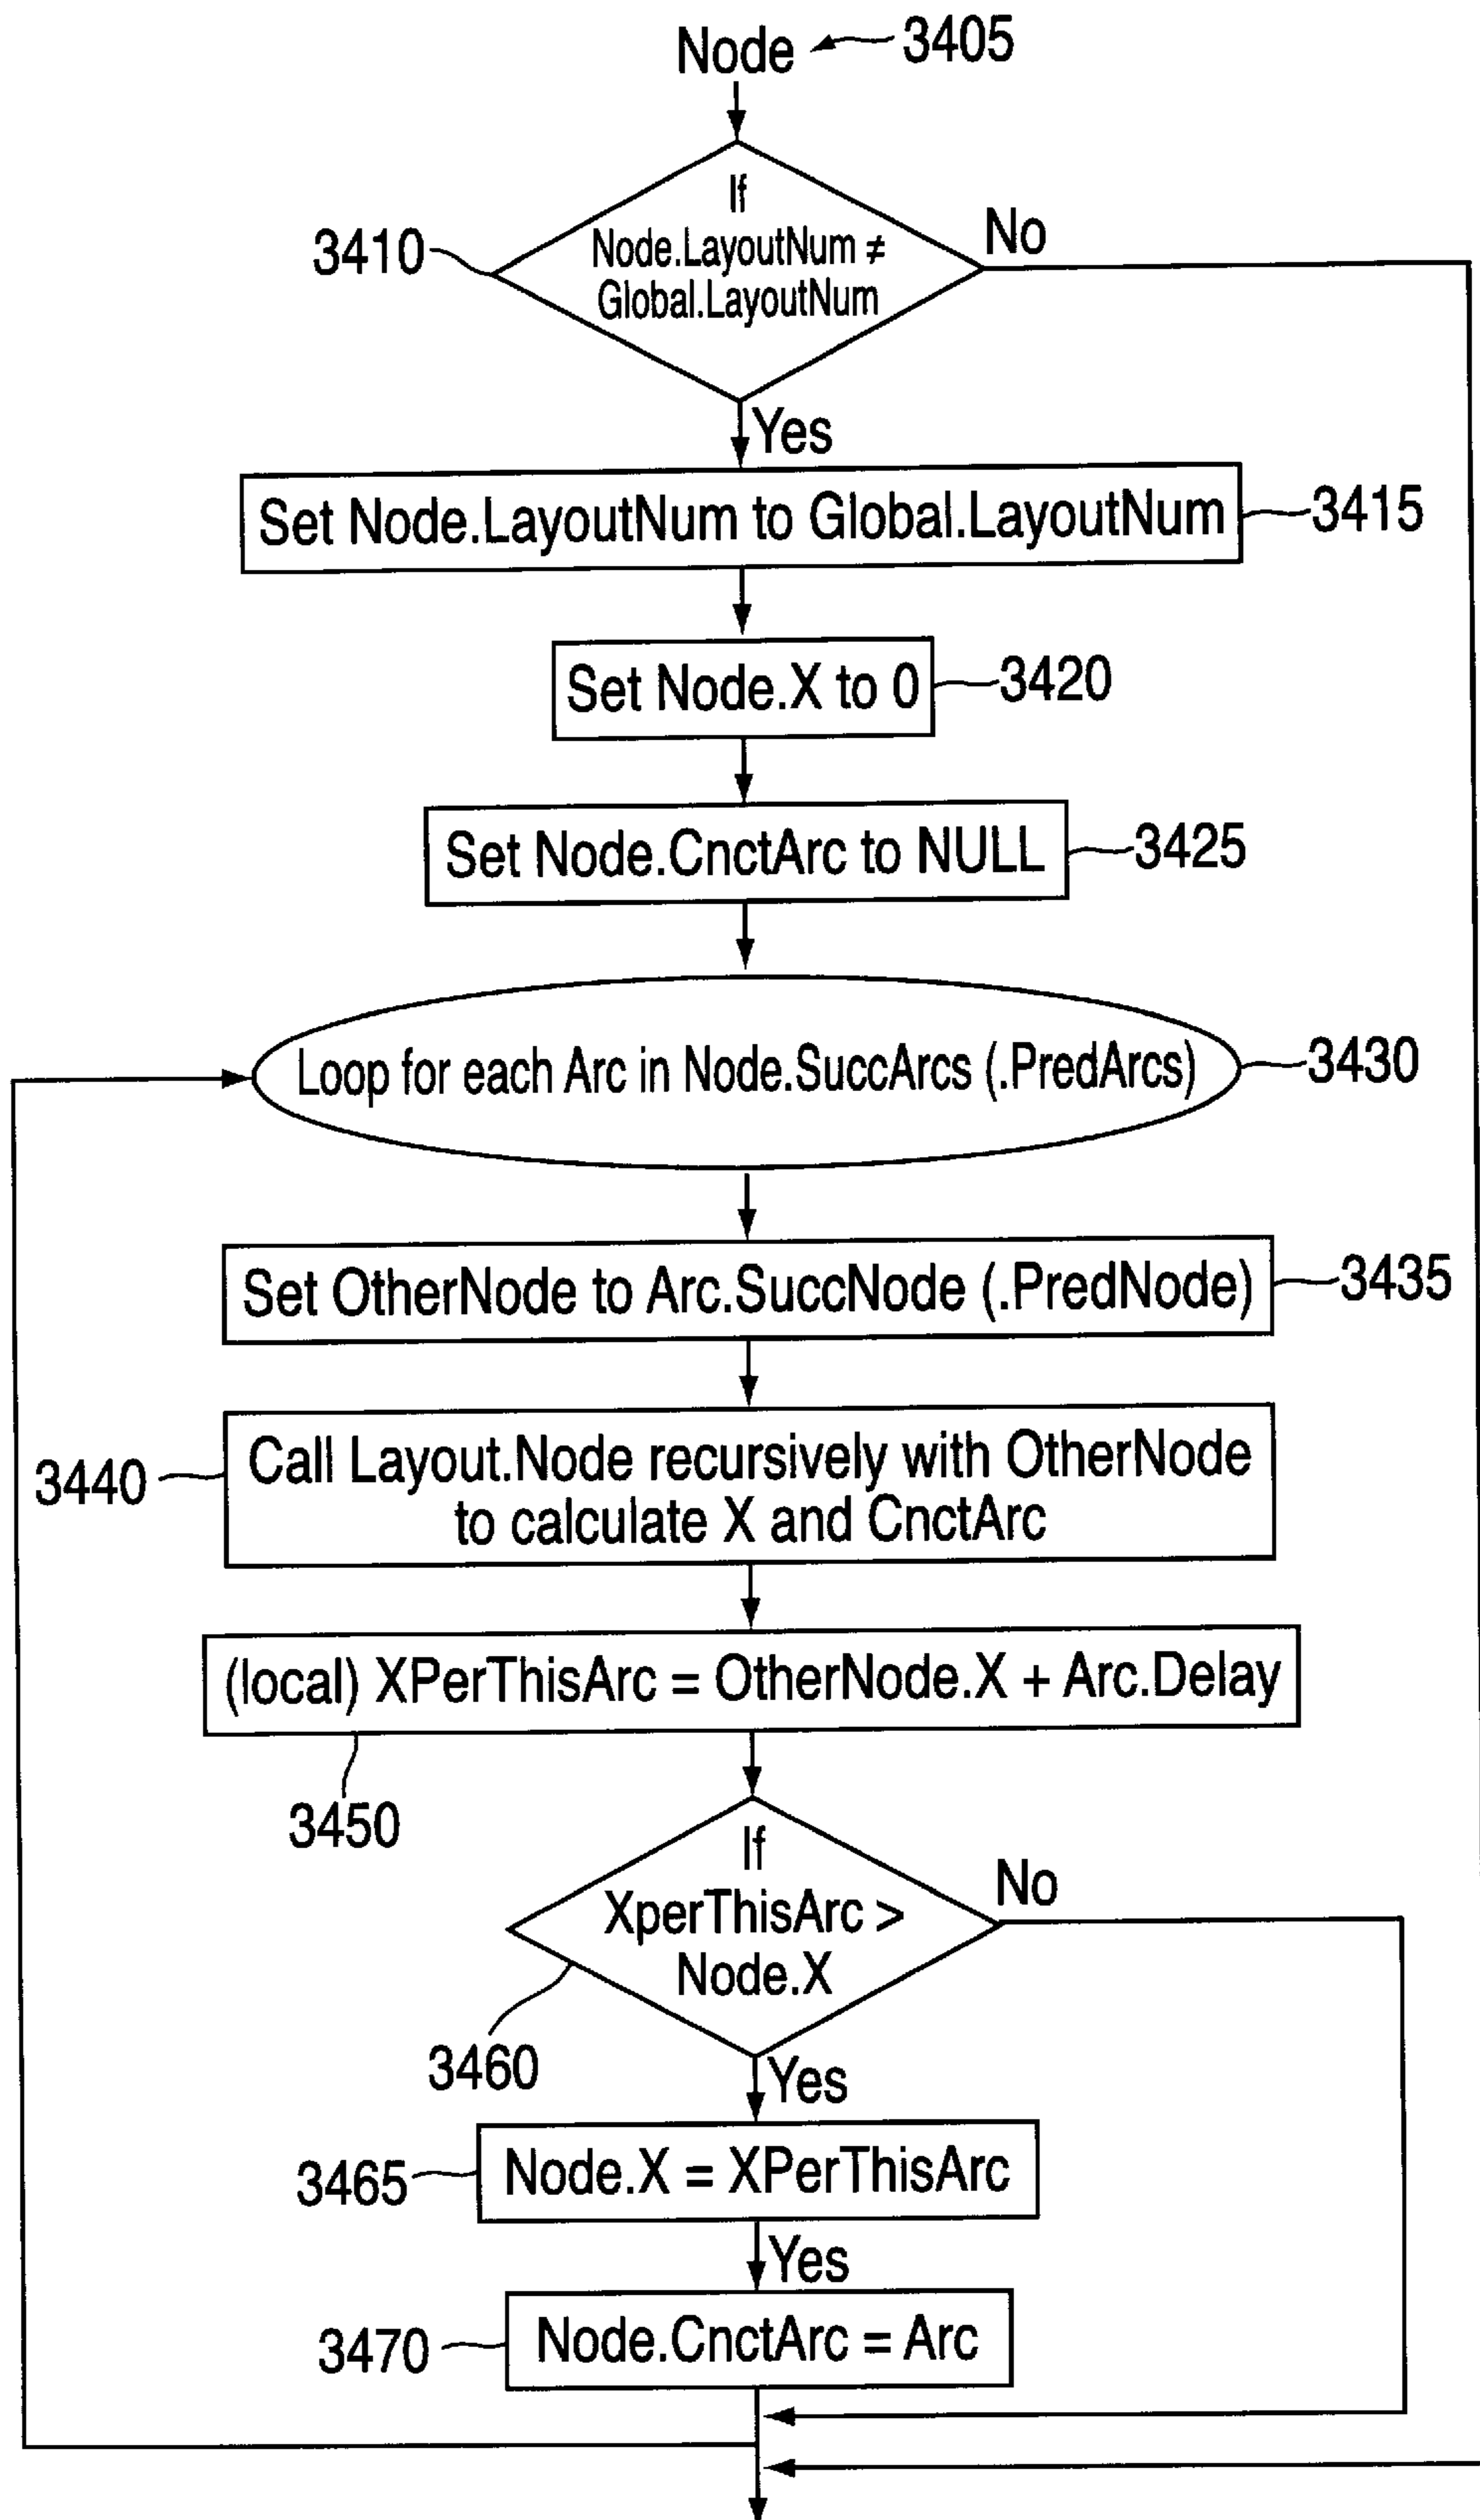 Node
3405
If
Node.LayoutNum ≠
Global.LayoutNum
3410
No
Yes
Set Node.LayoutNum to Global.LayoutNum
3415
Set Node.X to 0
3420
Set Node.CnctArc to NULL
3425
Loop for each Arc in Node.SuccArcs (.PredArcs)
3430
Set OtherNode to Arc.SuccNode (.PredNode)
3435
3440
Call Layout.Node recursively with OtherNode
to calculate X and CnctArc
(local) XPerThisArc = OtherNode.X + Arc.Delay
3450
If
XperThisArc >
Node.X
No
3460
Yes
3465
Node.X = XPerThisArc
Yes
3470
Node.CnctArc = Arc